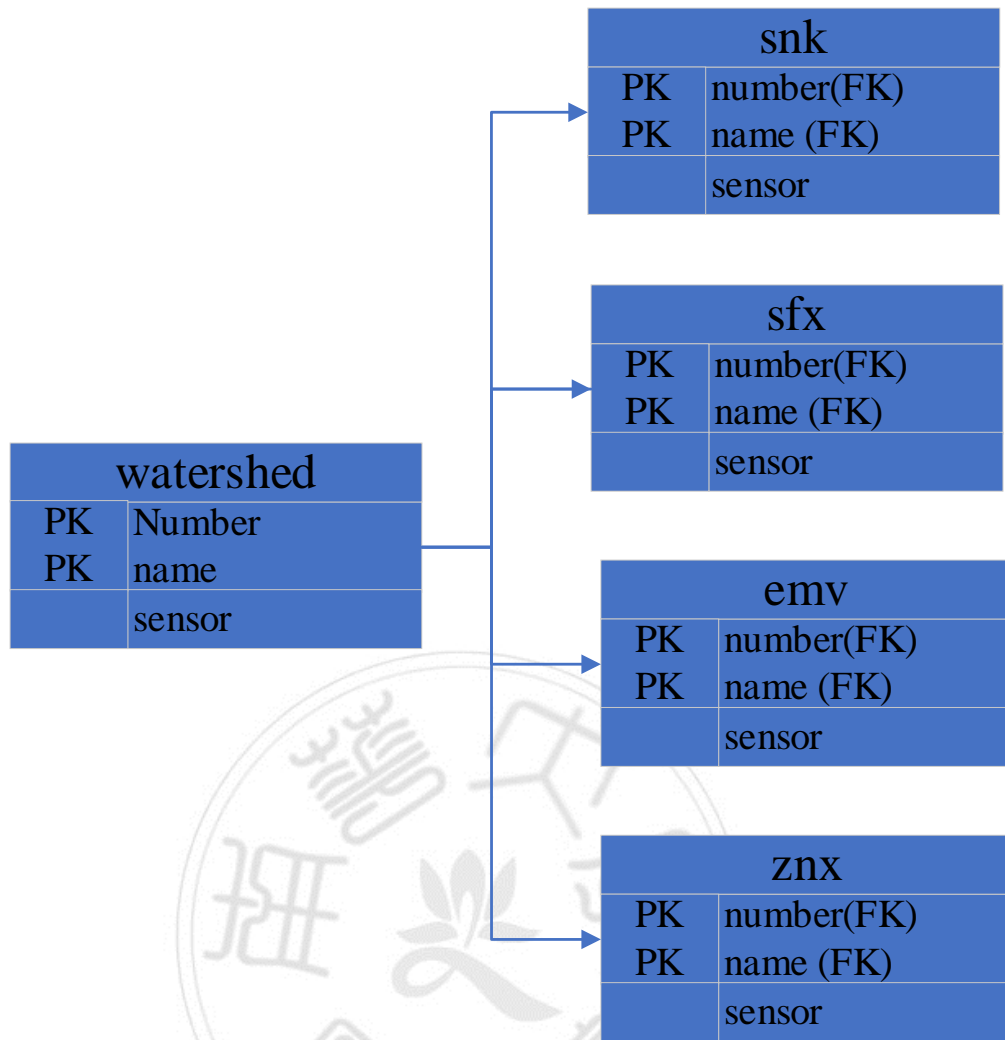 snk
PK number(FK)
PK name (FK)
sensor
sfx
PK number(FK)
PK name (FK)
sensor
watershed
PK Number
PK name
sensor
emv
PK number(FK)
PK name (FK)
sensor
znx
PK number(FK)
PK name (FK)
sensor